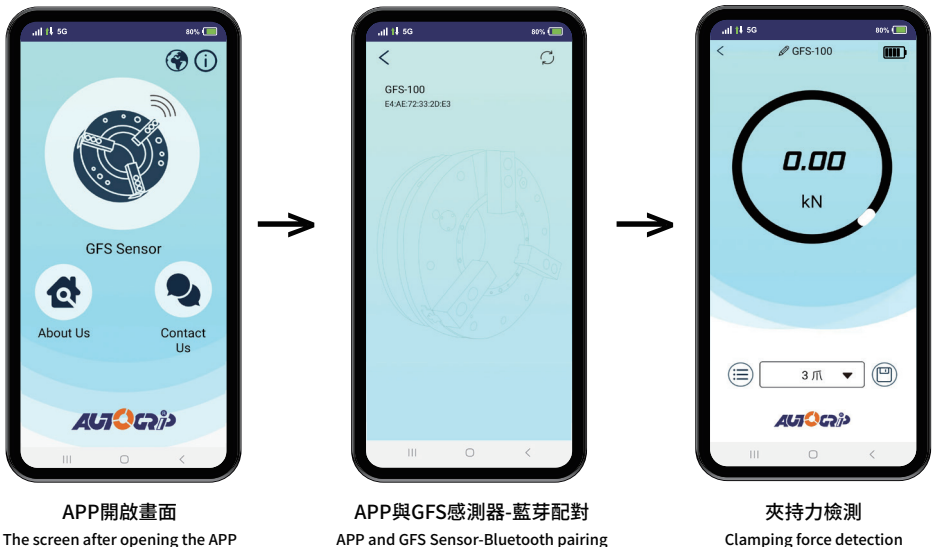 5G
80%
GFS Sensor
About Us
Contact
Us
AUTOGRIP
APP開啟畫面
The screen after opening the APP
5G
80%
GFS-100
E4:AE:72:33:2D:E3
APP與GFS感測器-藍芽配對
APP and GFS Sensor-Bluetooth pairing
5G
80%
GFS-100
0.00
kN
3 爪
AUTOGRIP
夾持力檢測
Clamping force detection